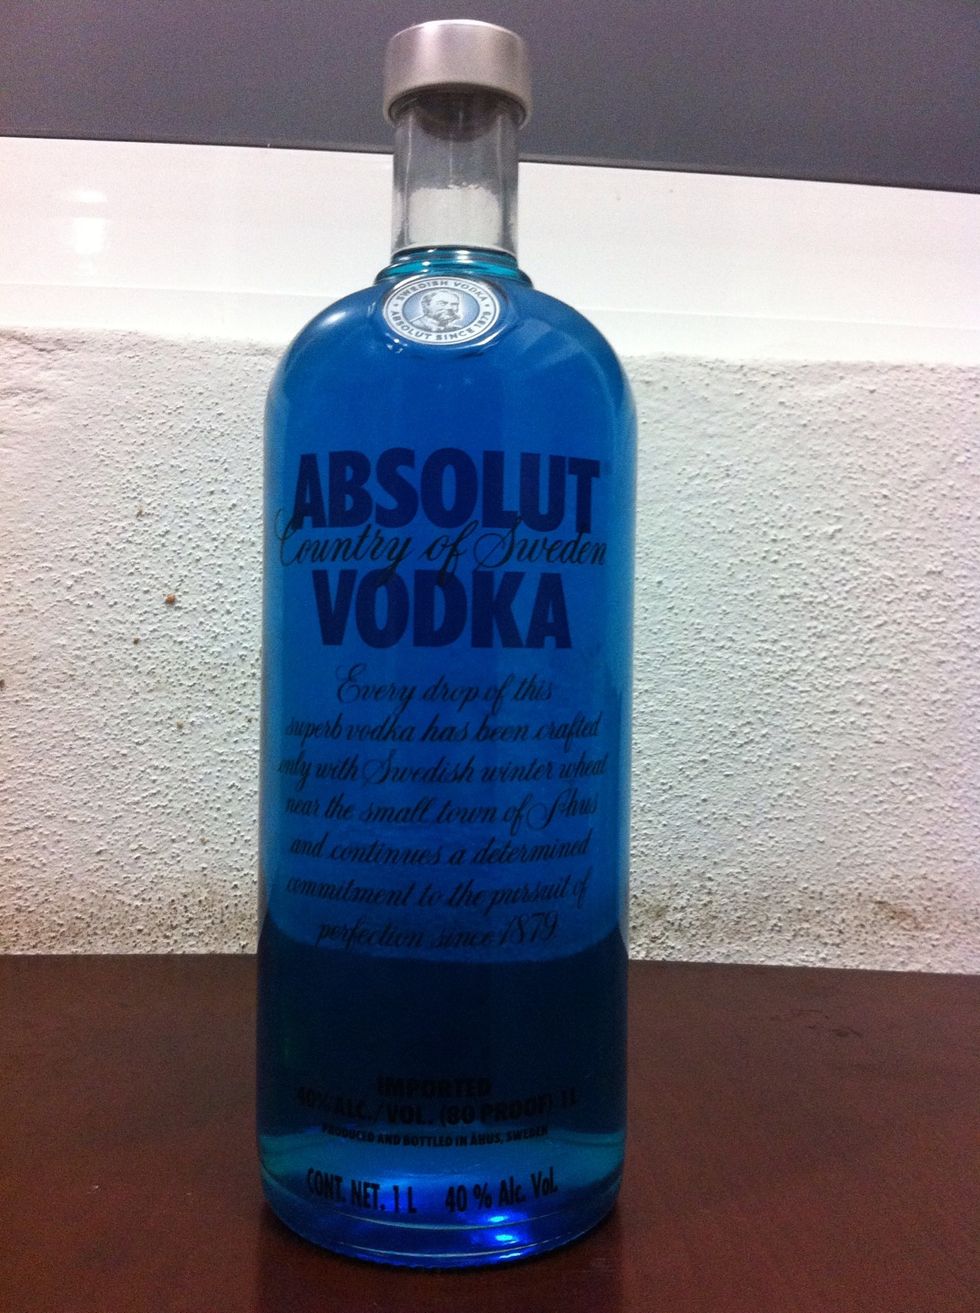 SWEDISH VODKA
ABSOLUT SINCE 1879
ABSOLUT
Country of Sweden
VODKA
Every drop of this
superb vodka has been crafted
only with Swedish winter wheat
near the small town of Åhus
and continues a determined
commitment to the pursuit of
perfection since 1879.
IMPORTED
40% ALC./VOL. (80 PROOF) 1L
PRODUCED AND BOTTLED IN ÅHUS, SWEDEN
CONT. NET. 1 L 40 % Alc. Vol.